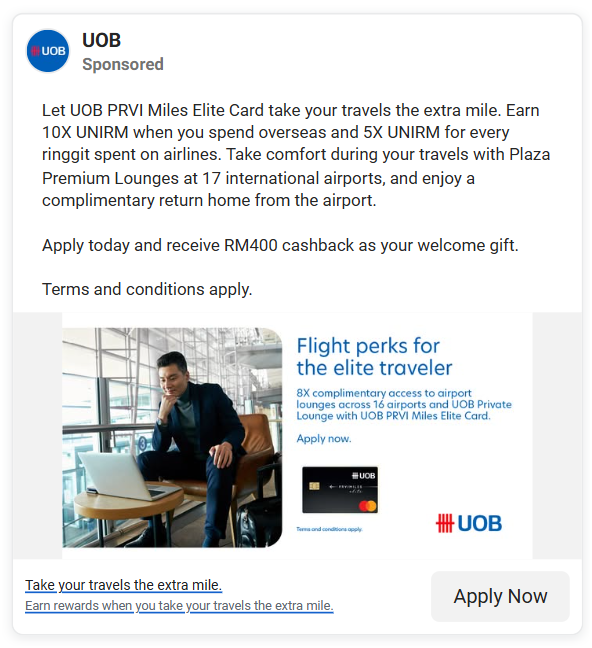 UOB
UOB
Sponsored
Let UOB PRVI Miles Elite Card take your travels the extra mile. Earn
10X UNIRM when you spend overseas and 5X UNIRM for every
ringgit spent on airlines. Take comfort during your travels with Plaza
Premium Lounges at 17 international airports, and enjoy a
complimentary return home from the airport.
Apply today and receive RM400 cashback as your welcome gift.
Terms and conditions apply.
Flight perks for
the elite traveler
8X complimentary access to airport
lounges across 16 airports and UOB Private
Lounge with UOB PRVI Miles Elite Card.
Apply now.
UOB
PRVI MILES
elite
Terms and conditions apply.
UOB
Take your travels the extra mile.
Earn rewards when you take your travels the extra mile.
Apply Now